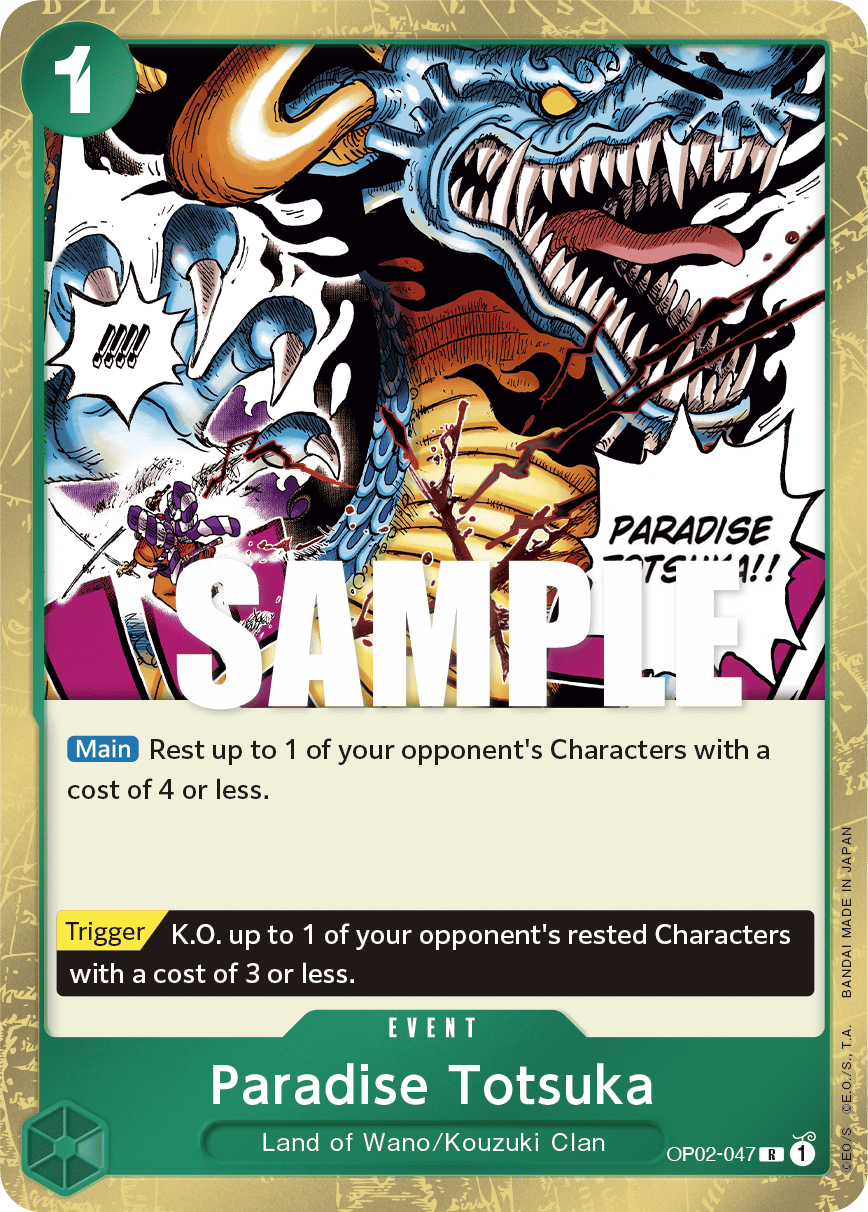 1
!!!!
PARADISE
TOTSUKA!!
SAMPLE
Main Rest up to 1 of your opponent's Characters with a
cost of 4 or less.
Trigger K.O. up to 1 of your opponent's rested Characters
with a cost of 3 or less.
EVENT
Paradise Totsuka
Land of Wano/Kouzuki Clan
OP02-047 R 1
©EO/S ©E.O./S., T.A. BANDAI MADE IN JAPAN